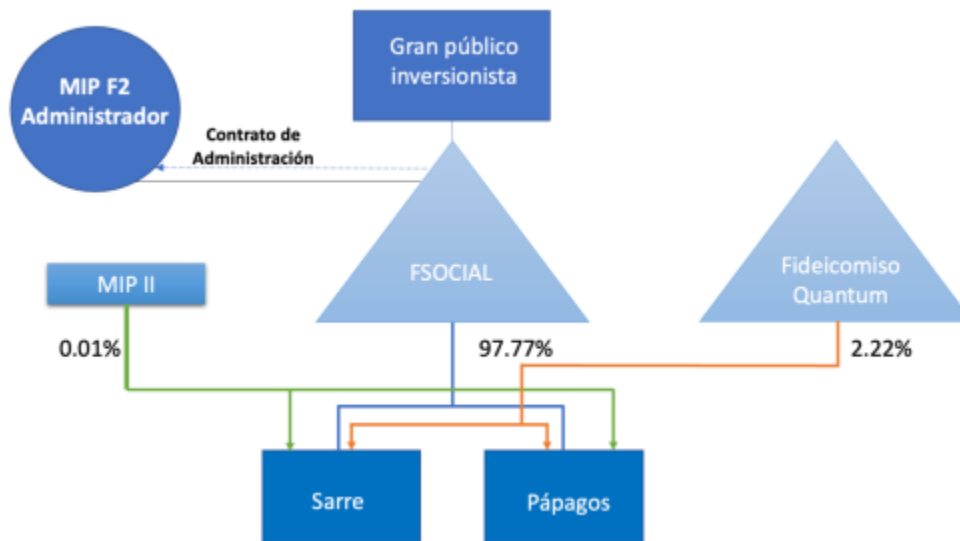 Gran público
inversionista
MIP F2
Administrador
Contrato de
Administración
FSOCIAL
Fideicomiso
Quantum
MIP II
0.01%
97.77%
2.22%
Sarre
Pápagos